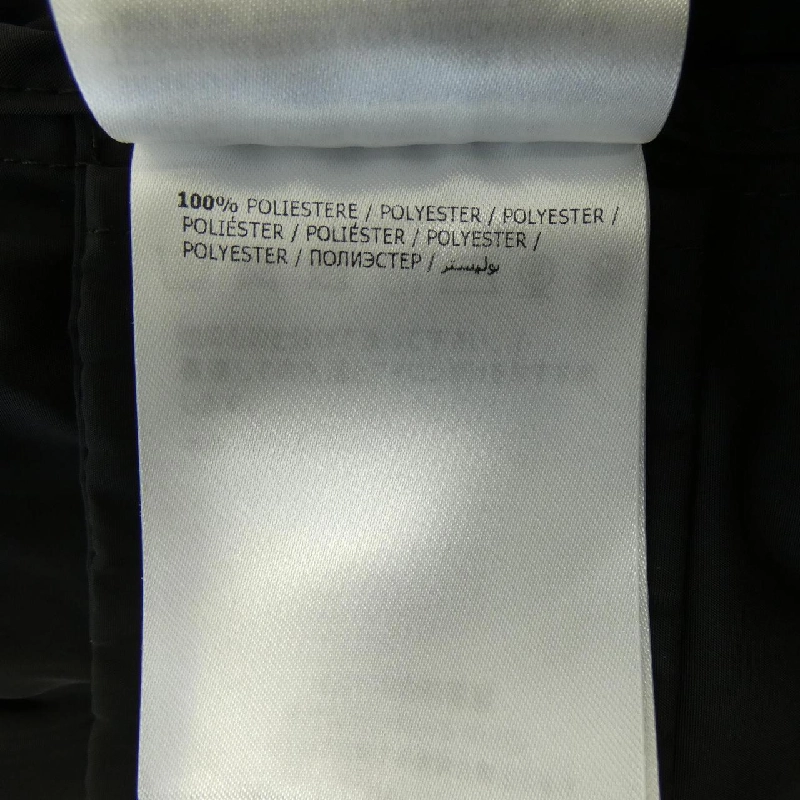 100% POLIESTERE / POLYESTER / POLYESTER /
POLIÉSTER / POLIÉSTER / POLYESTER /
POLYESTER / ПОЛИЭСТЕР / بوليستر